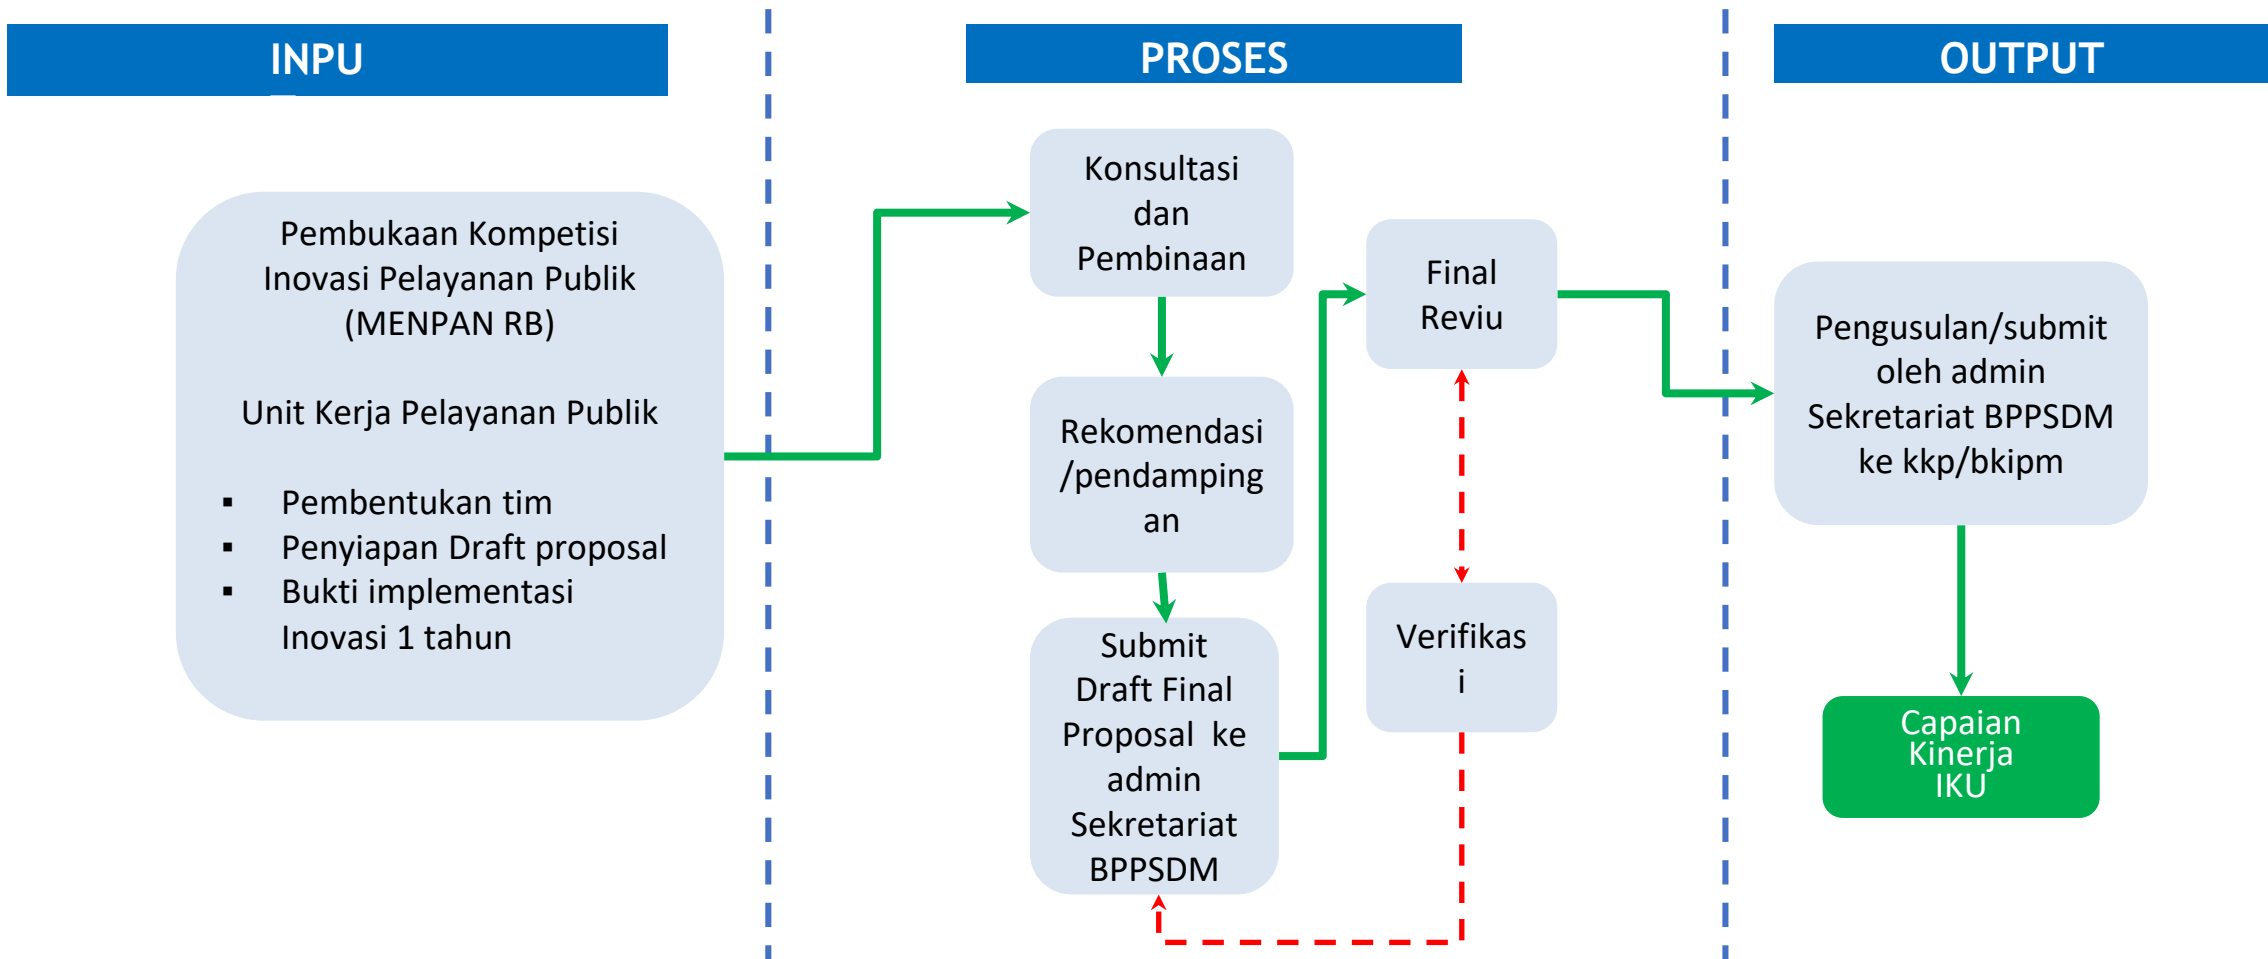 INPU
PROSES
OUTPUT
Pembukaan Kompetisi
Inovasi Pelayanan Publik
(MENPAN RB)
Unit Kerja Pelayanan Publik
▪ Pembentukan tim
▪ Penyiapan Draft proposal
▪ Bukti implementasi
Inovasi 1 tahun
Konsultasi
dan
Pembinaan
Rekomendasi
/pendamping
an
Submit
Draft Final
Proposal ke
admin
Sekretariat
BPPSDM
Final
Reviu
Verifikas
i
Pengusulan/submit
oleh admin
Sekretariat BPPSDM
ke kkp/bkipm
Capaian
Kinerja
IKU